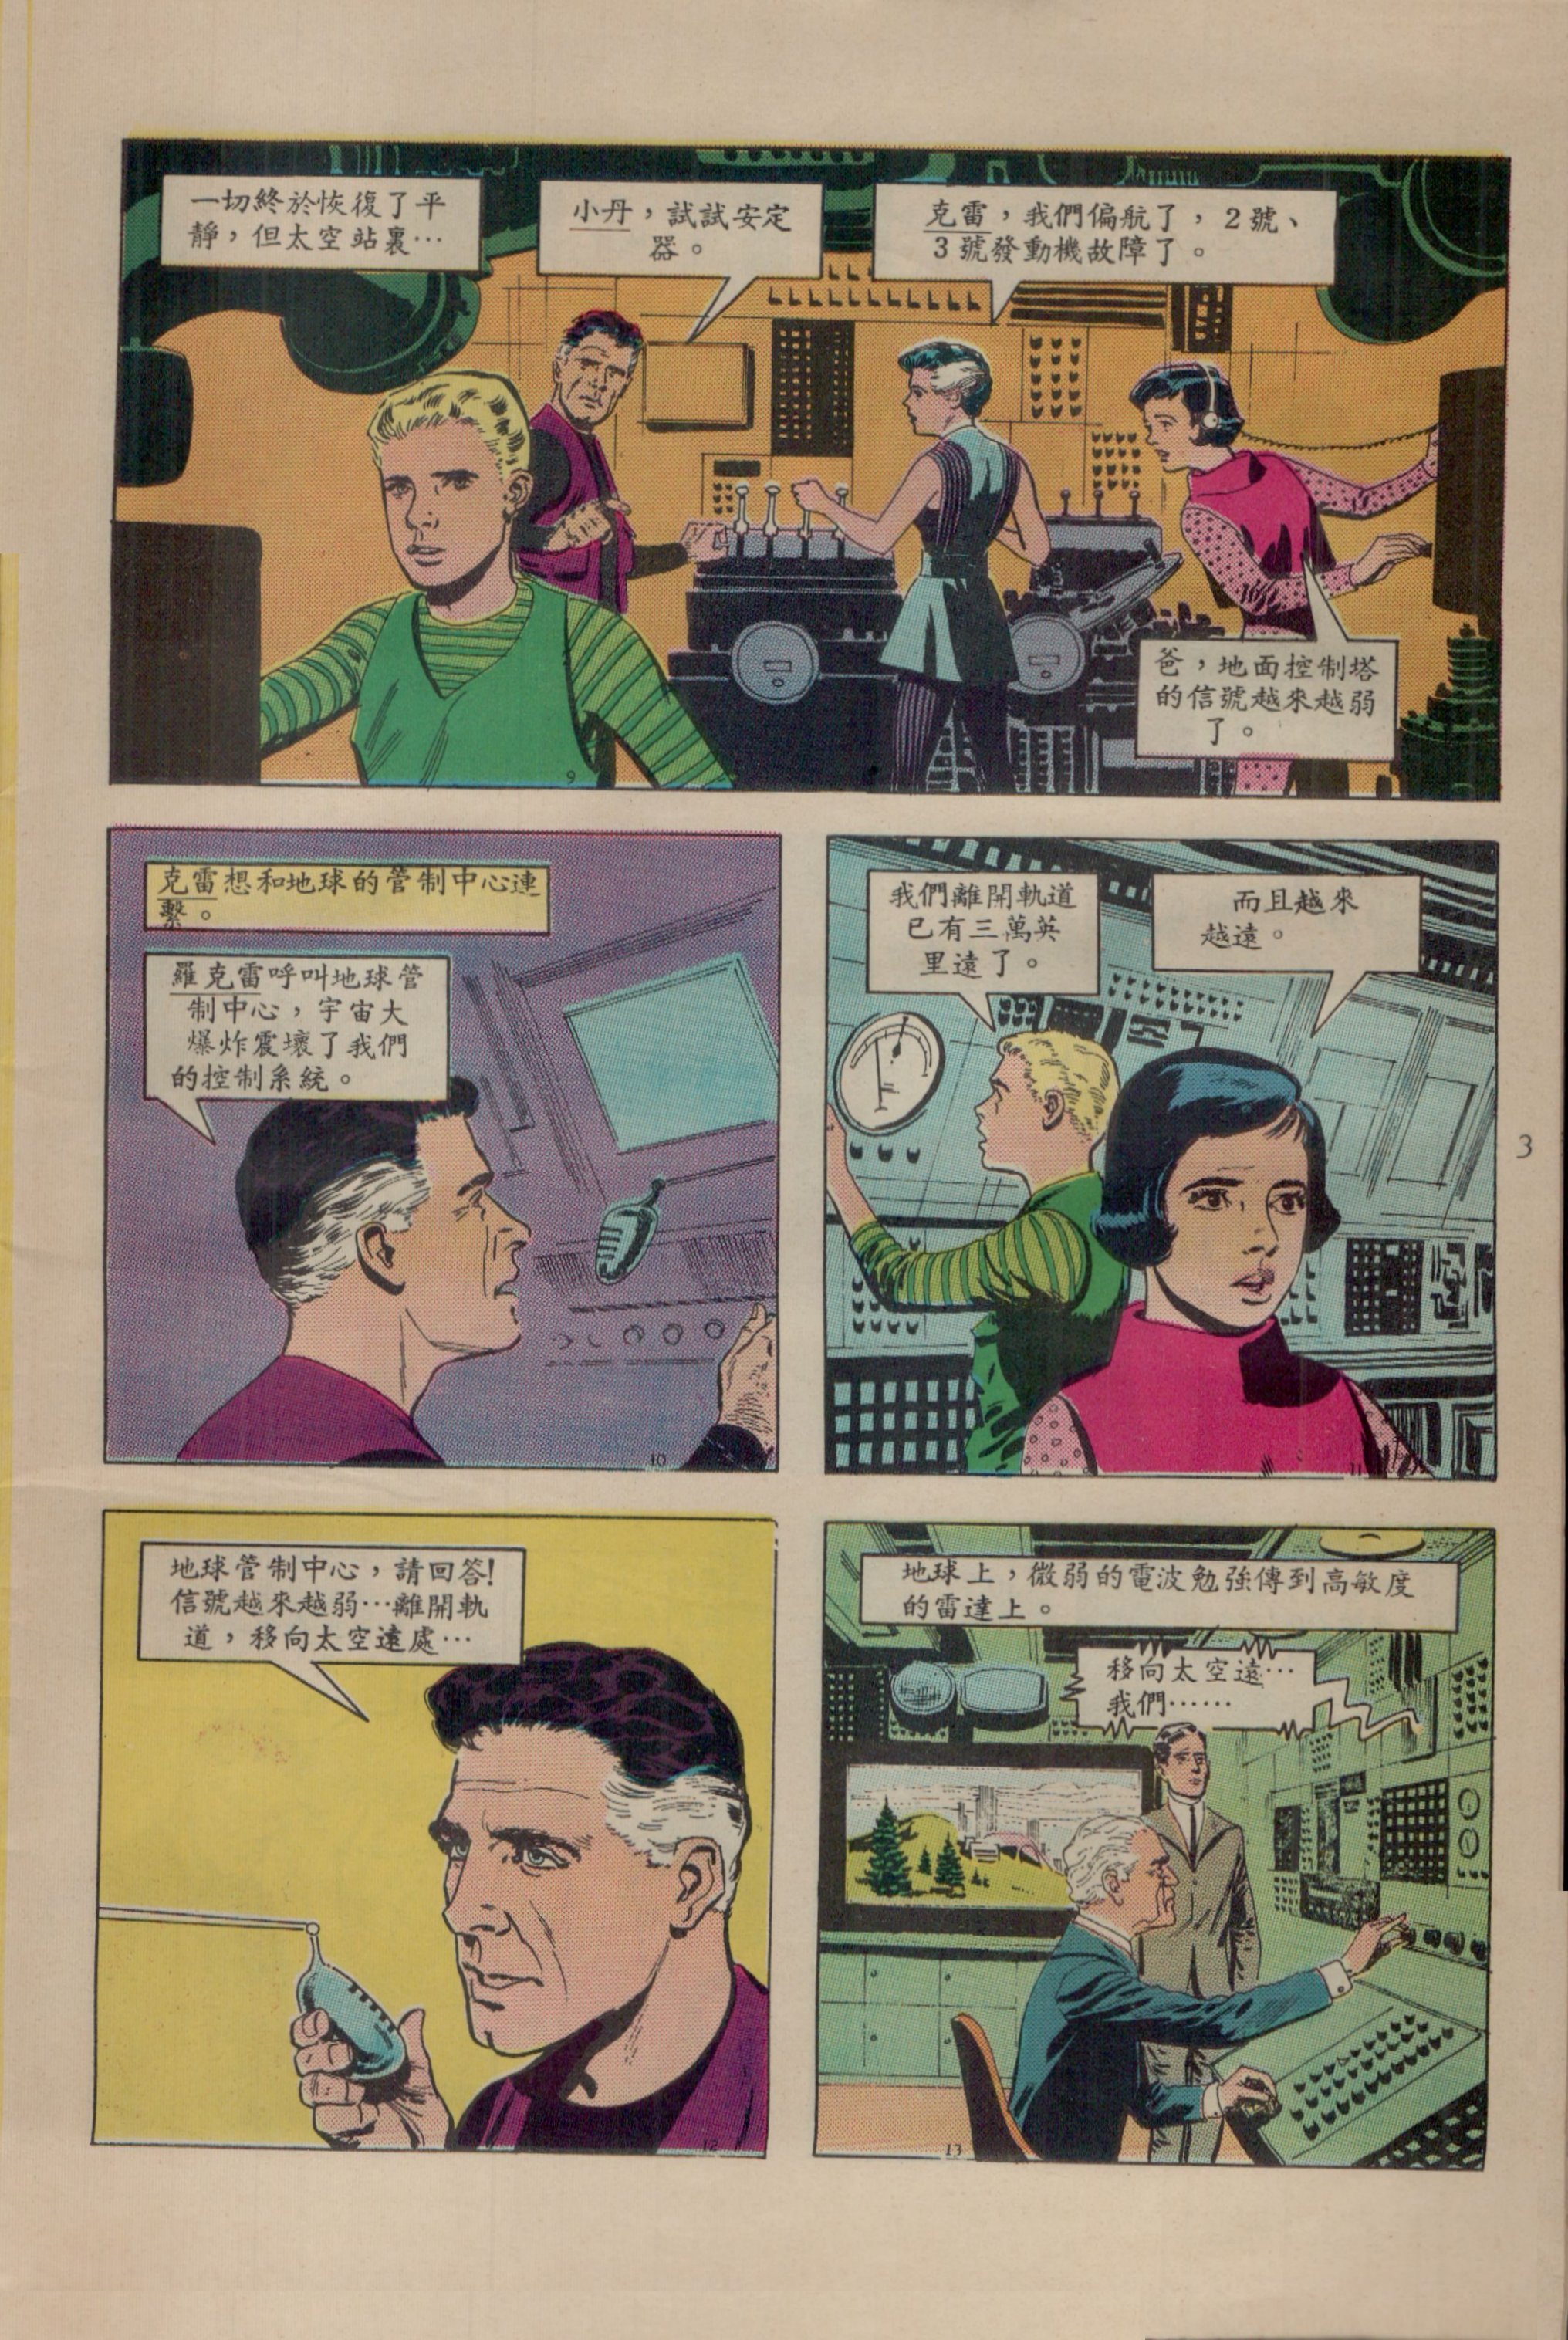 一切終於恢復了平
靜，但太空站裏…
小丹，試試安定
器。
克雷，我們偏航了，2號、
3號發動機故障了。
爸，地面控制塔
的信號越來越弱
了。
9
克雷想和地球的管制中心連
繫。
羅克雷呼叫地球管
制中心，宇宙大
爆炸震壞了我們
的控制系統。
10
我們離開軌道
已有三萬英
里遠了。
而且越來
越遠。
11
3
地球管制中心，請回答!
信號越來越弱…離開軌
道，移向太空遠處…
12
地球上，微弱的電波勉強傳到高敏度
的雷達上。
移向太空遠…
我們……
13